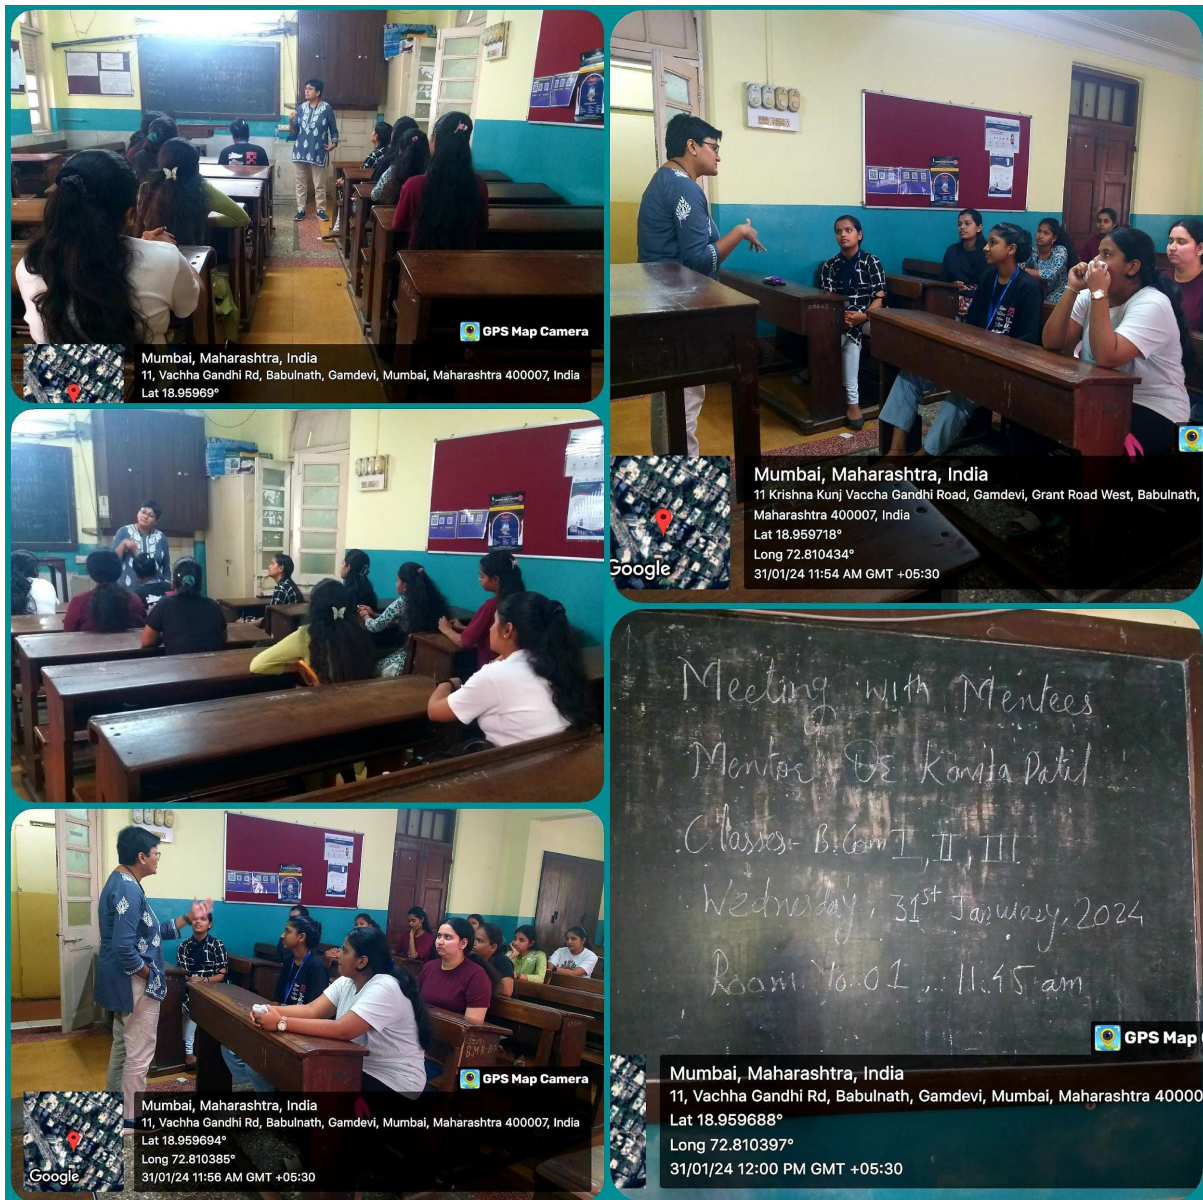 GPS Map Camera
Mumbai, Maharashtra, India
11, Vachha Gandhi Rd, Babulnath, Gamdevi, Mumbai, Maharashtra 400007, India
Lat 18.95969°
Mumbai, Maharashtra, India
11 Krishna Kunj Vaccha Gandhi Road, Gamdevi, Grant Road West, Babulnath,
Maharashtra 400007, India
Lat 18.959718°
Long 72.810434°
31/01/24 11:54 AM GMT +05:30
Google
GPS Map Camera
Mumbai, Maharashtra, India
11, Vachha Gandhi Rd, Babulnath, Gamdevi, Mumbai, Maharashtra 400007, India
Lat 18.959694°
Long 72.810385°
31/01/24 11:56 AM GMT +05:30
Google
Meeting with Mentees
Mentor Dr Kavita Patil
Classes:- B.Com I, II, III
Wednesday, 31st January, 2024
Room No.01, 11.45 am
GPS Map
Mumbai, Maharashtra, India
11, Vachha Gandhi Rd, Babulnath, Gamdevi, Mumbai, Maharashtra 40000
Lat 18.959688°
Long 72.810397°
31/01/24 12:00 PM GMT +05:30